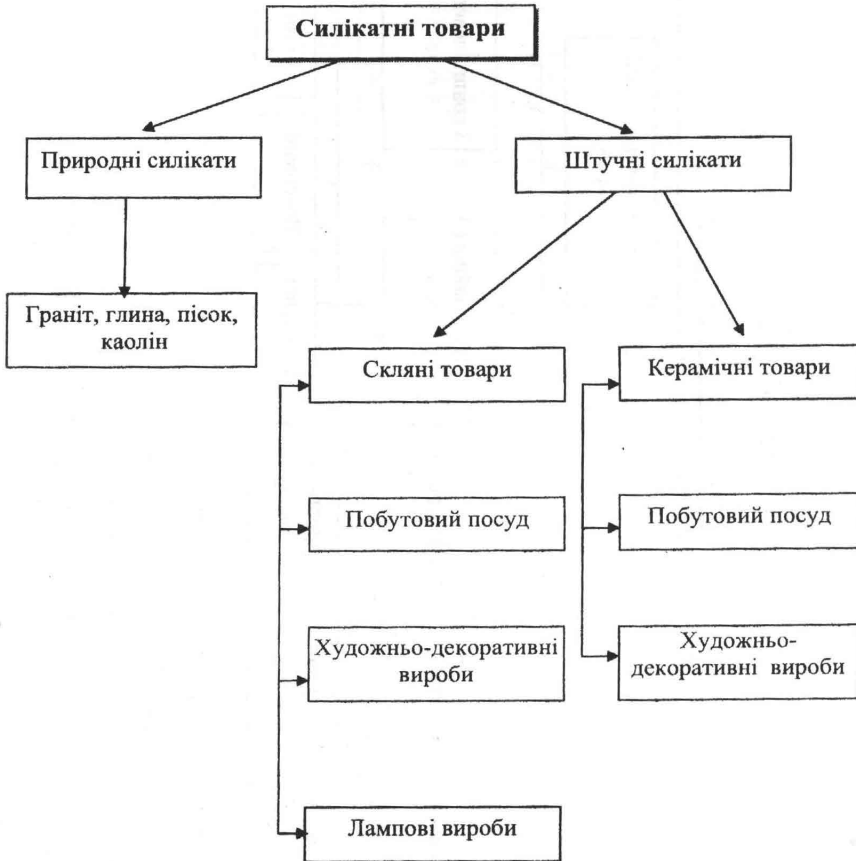 Силікатні товари
Природні силікати
Штучні силікати
Граніт, глина, пісок,
каолін
Скляні товари
Керамічні товари
Побутовий посуд
Побутовий посуд
Художньо-декоративні
вироби
Художньо-
декоративні вироби
Лампові вироби